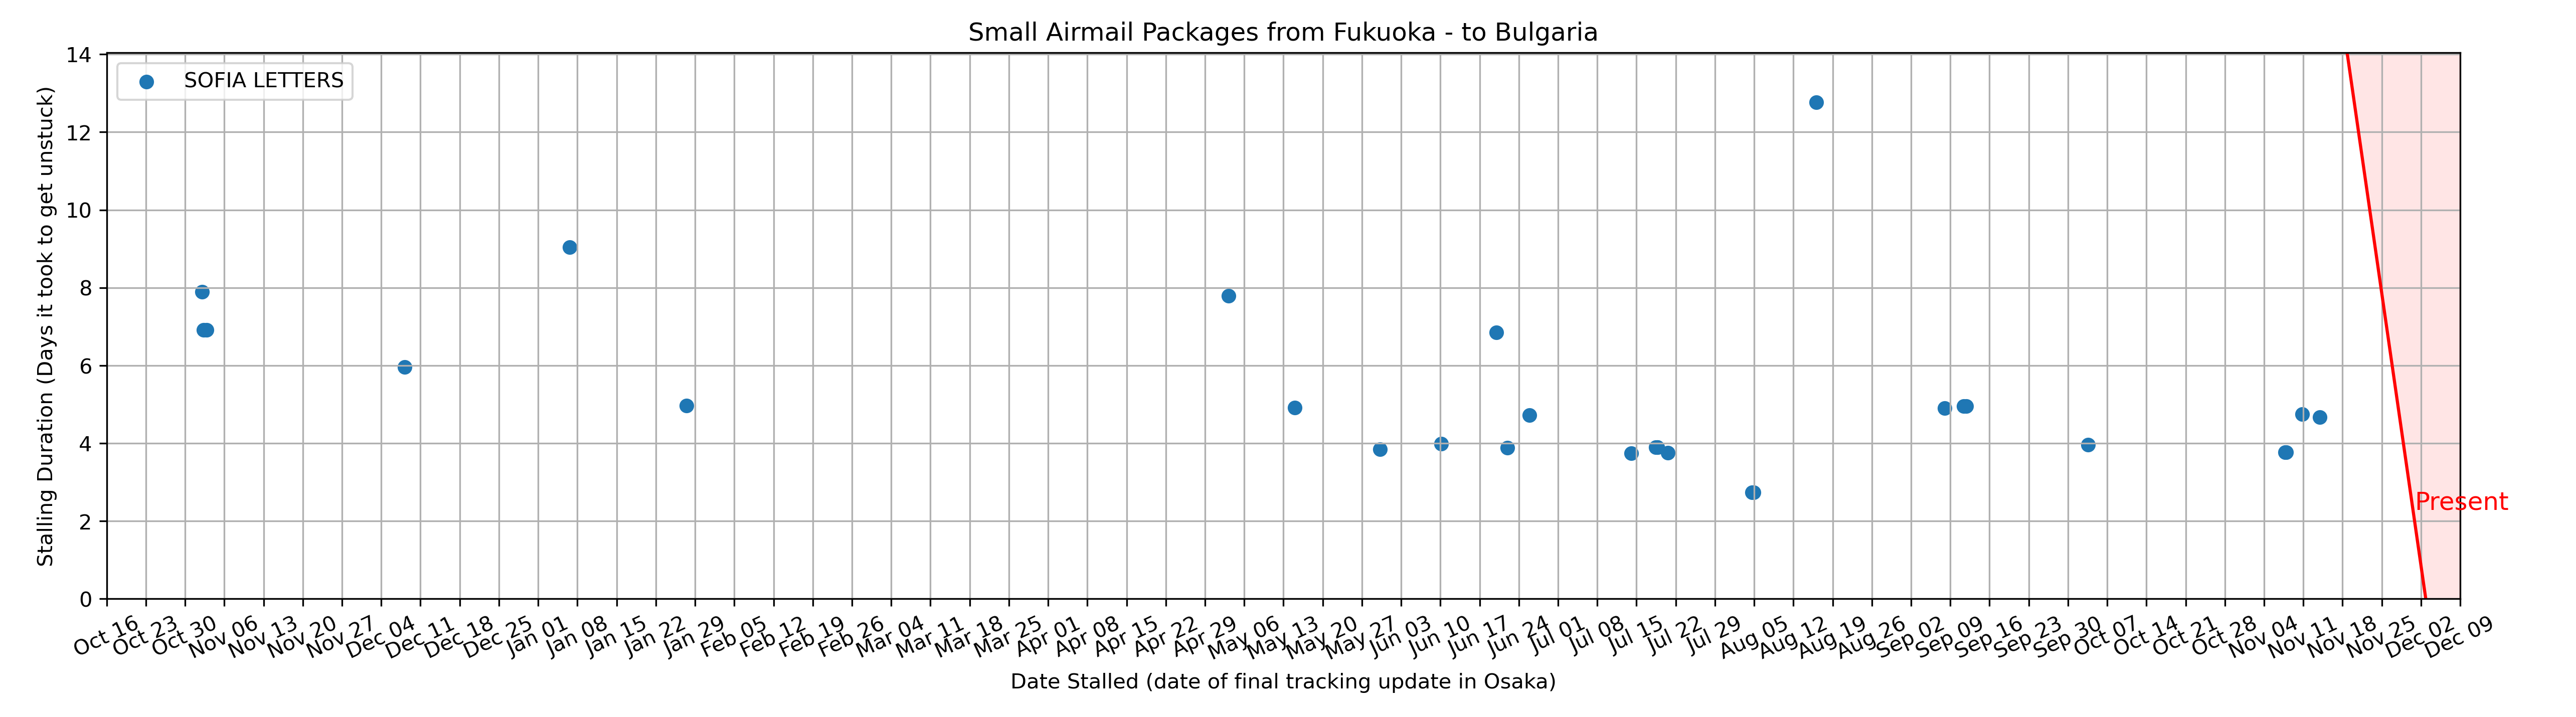 Small Airmail Packages from Fukuoka - to Bulgaria
SOFIA LETTERS
Stalling Duration (Days it took to get unstuck)
14
12
10
8
6
4
2
0
Present
Oct 16
Oct 23
Oct 30
Nov 06
Nov 13
Nov 20
Nov 27
Dec 04
Dec 11
Dec 18
Dec 25
Jan 01
Jan 08
Jan 15
Jan 22
Jan 29
Feb 05
Feb 12
Feb 19
Feb 26
Mar 04
Mar 11
Mar 18
Mar 25
Apr 01
Apr 08
Apr 15
Apr 22
Apr 29
May 06
May 13
May 20
May 27
Jun 03
Jun 10
Jun 17
Jun 24
Jul 01
Jul 08
Jul 15
Jul 22
Jul 29
Aug 05
Aug 12
Aug 19
Aug 26
Sep 02
Sep 09
Sep 16
Sep 23
Sep 30
Oct 07
Oct 14
Oct 21
Oct 28
Nov 04
Nov 11
Nov 18
Nov 25
Dec 02
Dec 09
Date Stalled (date of final tracking update in Osaka)